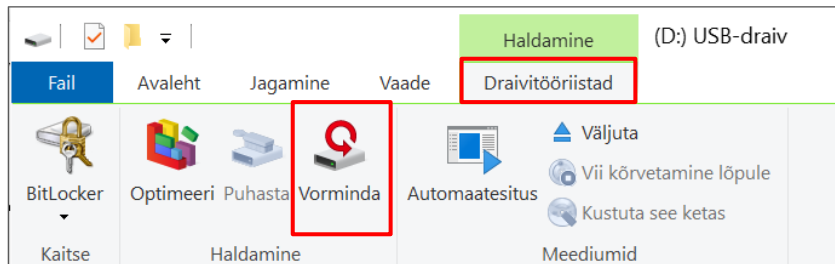 Haldamine (D:) USB-draiv
Fail Avaleht Jagamine Vaade Draivitööriistad
BitLocker Optimeeri Puhasta Vorminda Automaatesitus
Väljuta
Vii kõrvetamine lõpule
Kustuta see ketas
Kaitse Haldamine Meediumid